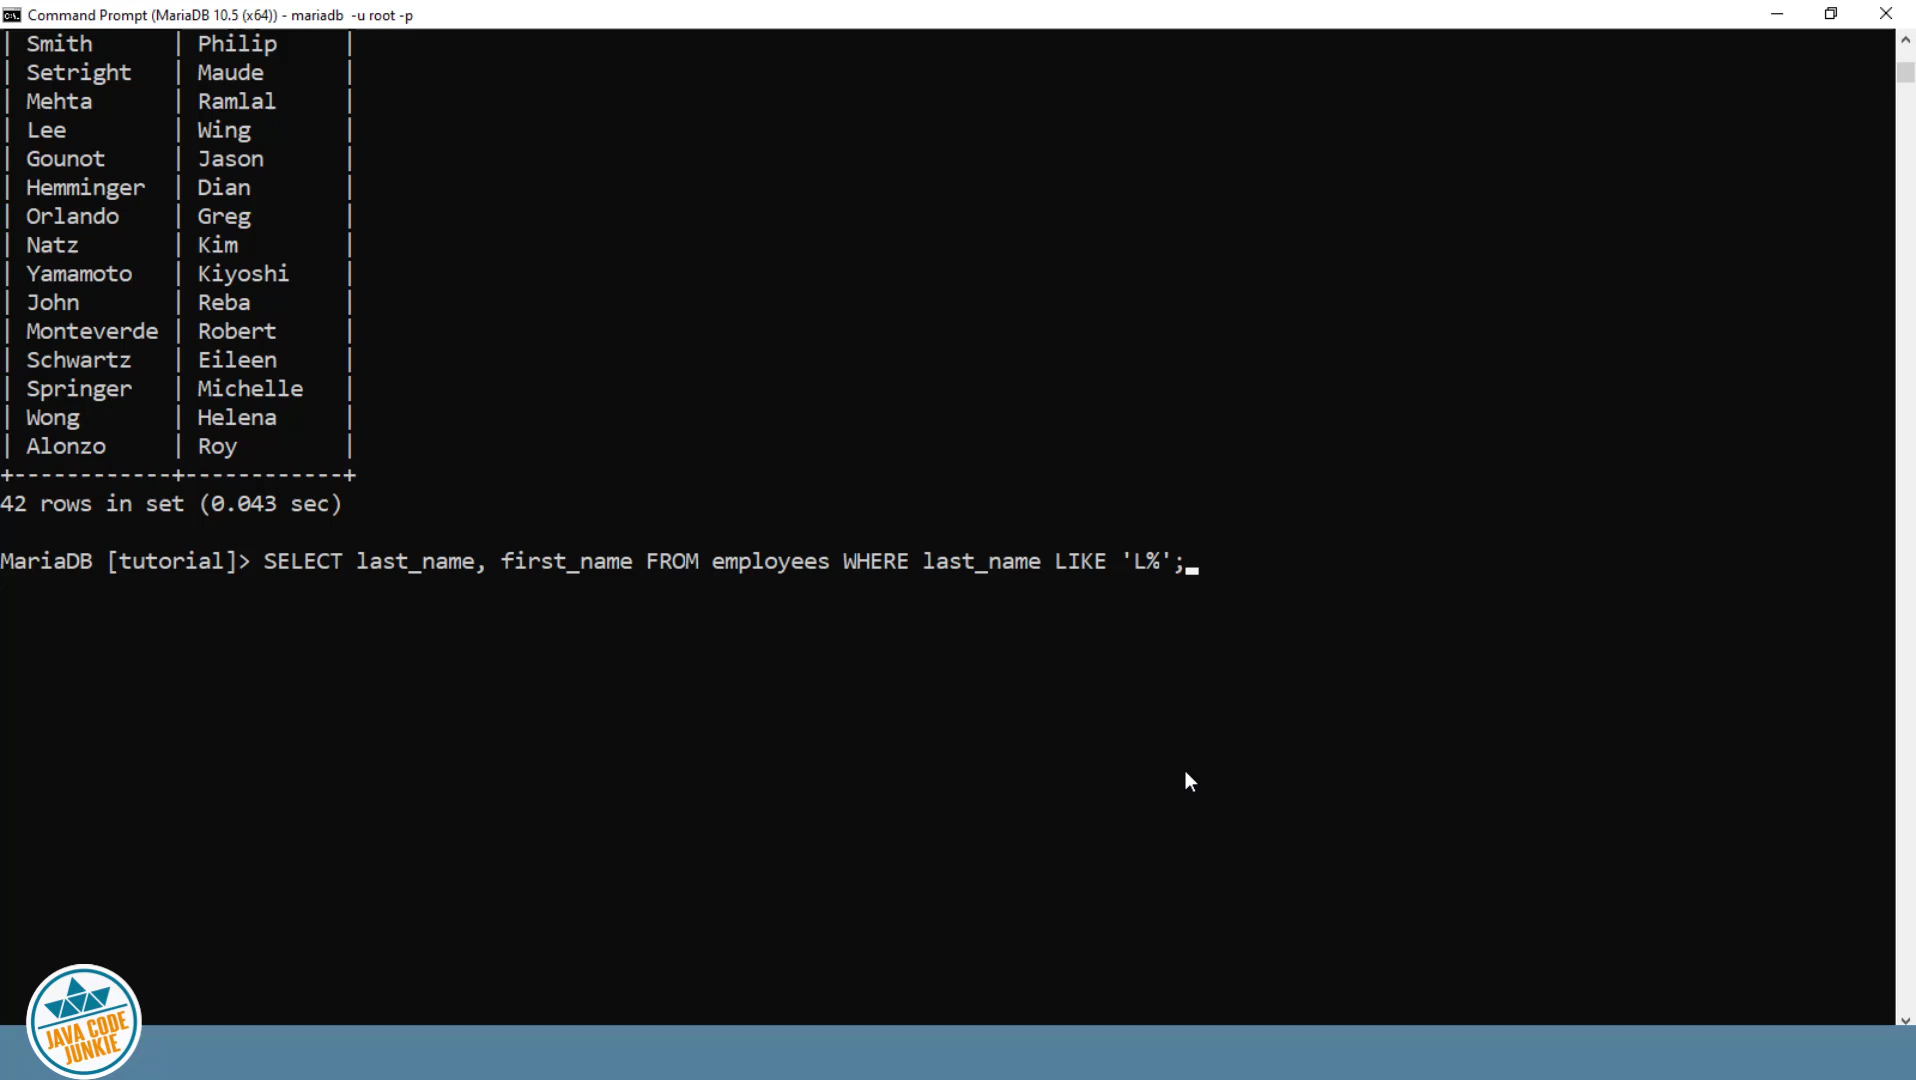 Command Prompt (MariaDB 10.5 (x64)) - mariadb -u root -p
| Smith | Philip |
| Setright | Maude |
| Mehta | Ramlal |
| Lee | Wing |
| Gounot | Jason |
| Hemminger | Dian |
| Orlando | Greg |
| Natz | Kim |
| Yamamoto | Kiyoshi |
| John | Reba |
| Monteverde | Robert |
| Schwartz | Eileen |
| Springer | Michelle |
| Wong | Helena |
| Alonzo | Roy |
+------------+------------+
42 rows in set (0.043 sec)
MariaDB [tutorial]> SELECT last_name, first_name FROM employees WHERE last_name LIKE 'L%';
JAVA CODE
JUNKIE